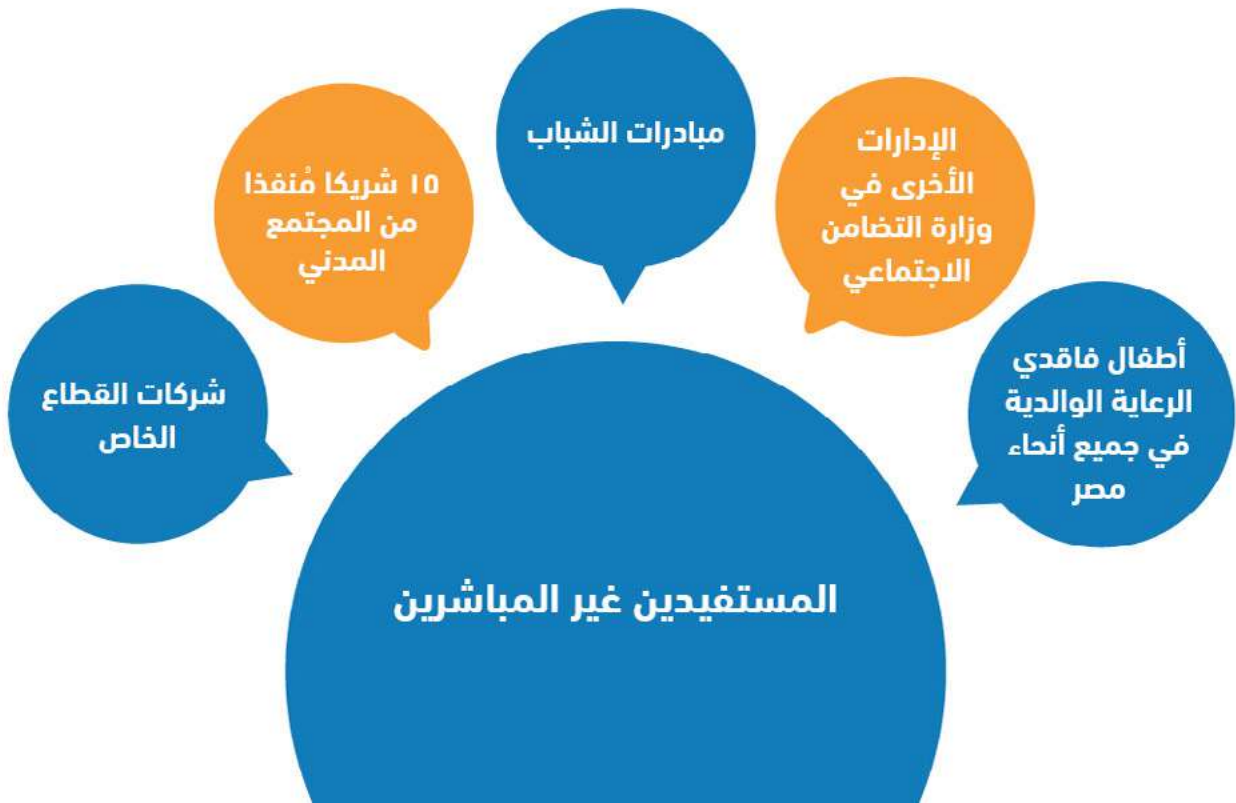 مبادرات الشباب
الإدارات
الأخرى في
وزارة التضامن
الاجتماعي
١٥ شريكا مُنفذا
من المجتمع
المدني
أطفال فاقدي
الرعاية الوالدية
في جميع أنحاء
مصر
شركات القطاع
الخاص
المستفيدين غير المباشرين